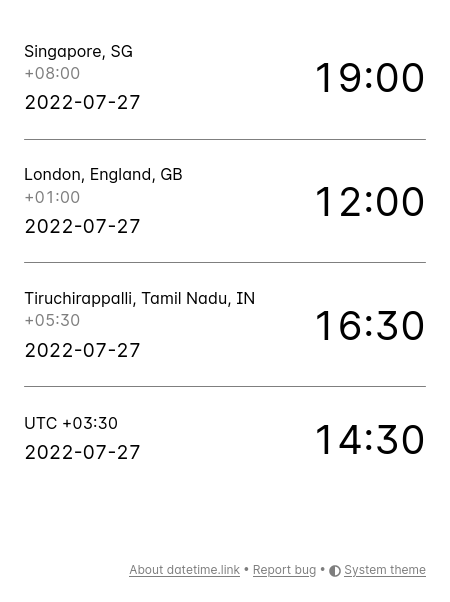 Singapore, SG
+08:00
2022-07-27
19:00
London, England, GB
+01:00
2022-07-27
12:00
Tiruchirappalli, Tamil Nadu, IN
+05:30
2022-07-27
16:30
UTC +03:30
2022-07-27
14:30
About datetime.link • Report bug • System theme